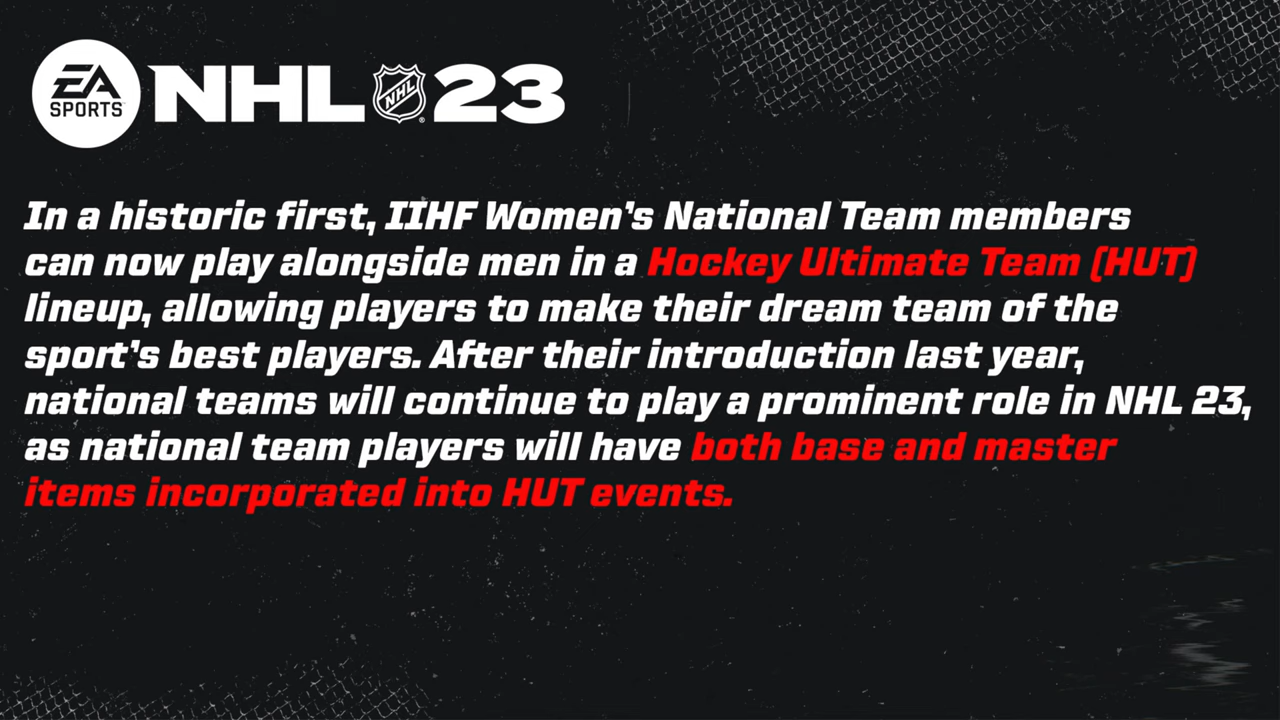 EA SPORTS NHL NHL 23
In a historic first, IIHF Women's National Team members
can now play alongside men in a Hockey Ultimate Team (HUT)
lineup, allowing players to make their dream team of the
sport's best players. After their introduction last year,
national teams will continue to play a prominent role in NHL 23,
as national team players will have both base and master
items incorporated into HUT events.